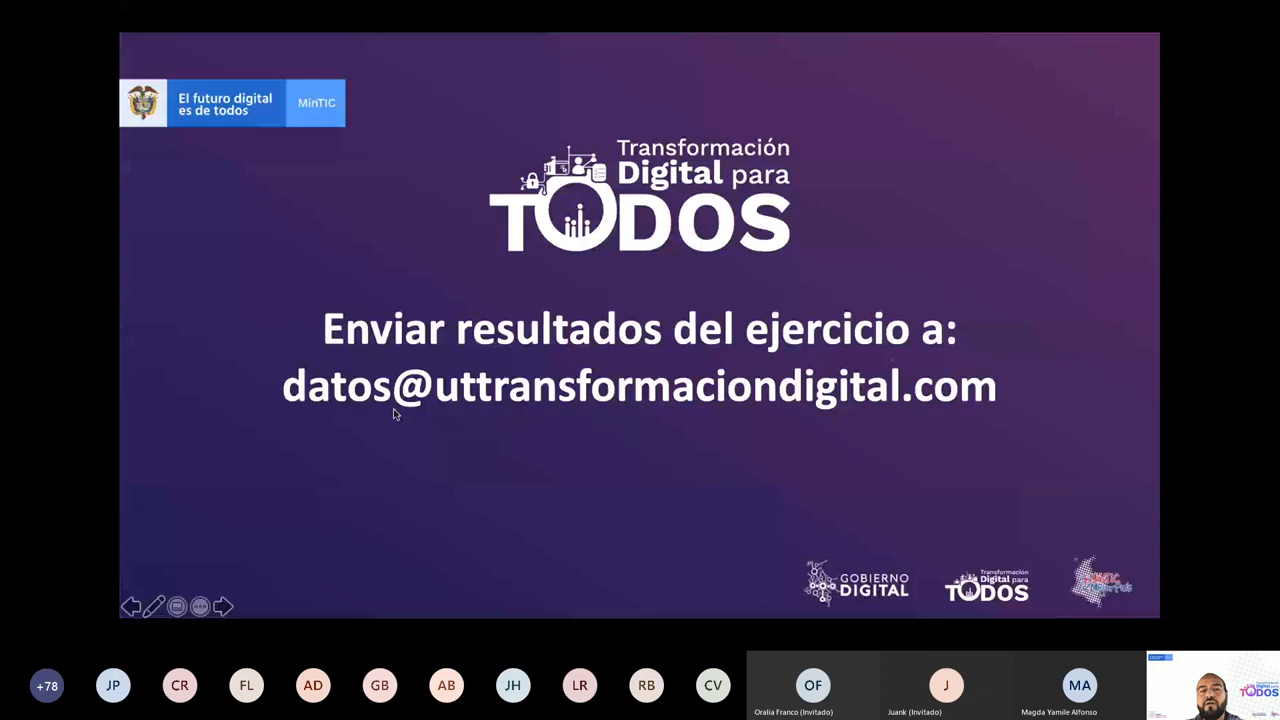 El futuro digital
es de todos
MinTIC
Transformación
Digital para
TODOS
Enviar resultados del ejercicio a:
datos@uttransformaciondigital.com
GOBIERNO
DIGITAL
Transformación
Digital para
TODOS
+78
JP
CR
FL
AD
GB
AB
JH
LR
RB
CV
OF
J
MA
Oralia Franco (Invitado)
Juank (Invitado)
Magda Yamile Alfonso
TODOS